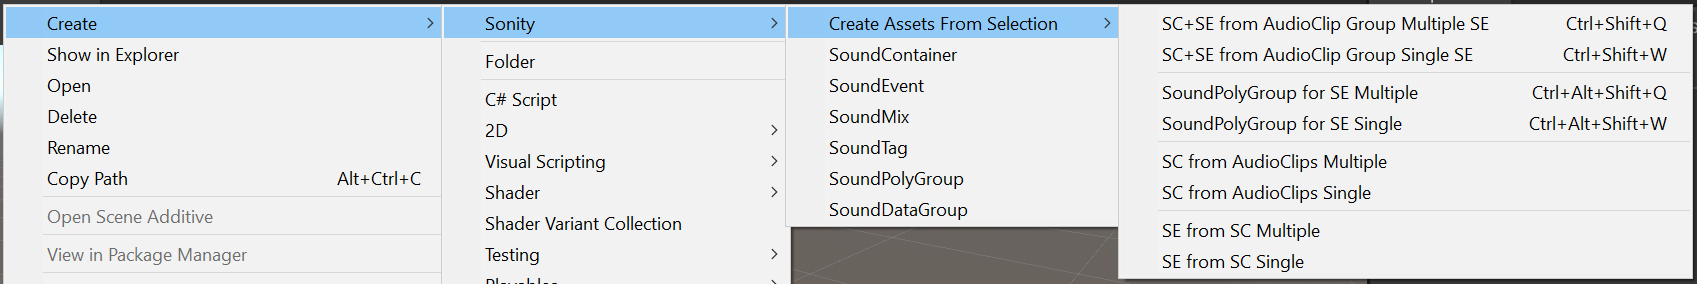 Create
Show in Explorer
Open
Delete
Rename
Copy Path Alt+Ctrl+C
Open Scene Additive
View in Package Manager
Sonity
Folder
C# Script
2D
Visual Scripting
Shader
Shader Variant Collection
Testing
Create Assets From Selection
SoundContainer
SoundEvent
SoundMix
SoundTag
SoundPolyGroup
SoundDataGroup
SC+SE from AudioClip Group Multiple SE Ctrl+Shift+Q
SC+SE from AudioClip Group Single SE Ctrl+Shift+W
SoundPolyGroup for SE Multiple Ctrl+Alt+Shift+Q
SoundPolyGroup for SE Single Ctrl+Alt+Shift+W
SC from AudioClips Multiple
SC from AudioClips Single
SE from SC Multiple
SE from SC Single